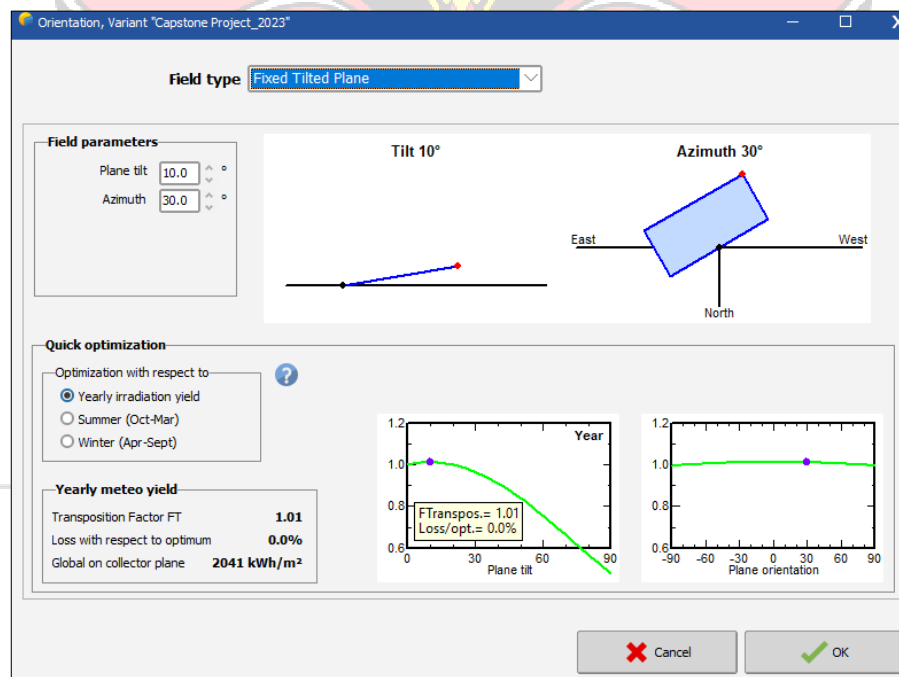 Orientation, Variant "Capstone Project_2023"
Field type Fixed Tilted Plane
Field parameters
Plane tilt 10.0 °
Azimuth 30.0 °
Tilt 10°
Azimuth 30°
East West
North
Quick optimization
Optimization with respect to
Yearly irradiation yield
Summer (Oct-Mar)
Winter (Apr-Sept)
?
Yearly meteo yield
Transposition Factor FT 1.01
Loss with respect to optimum 0.0%
Global on collector plane 2041 kWh/m²
1.2
Year
1.0
0.8
FTranspos.= 1.01
Loss/opt.= 0.0%
0.6
0 30 60 90
Plane tilt
1.2
1.0
0.8
0.6
-90 -60 -30 0 30 60 90
Plane orientation
Cancel OK